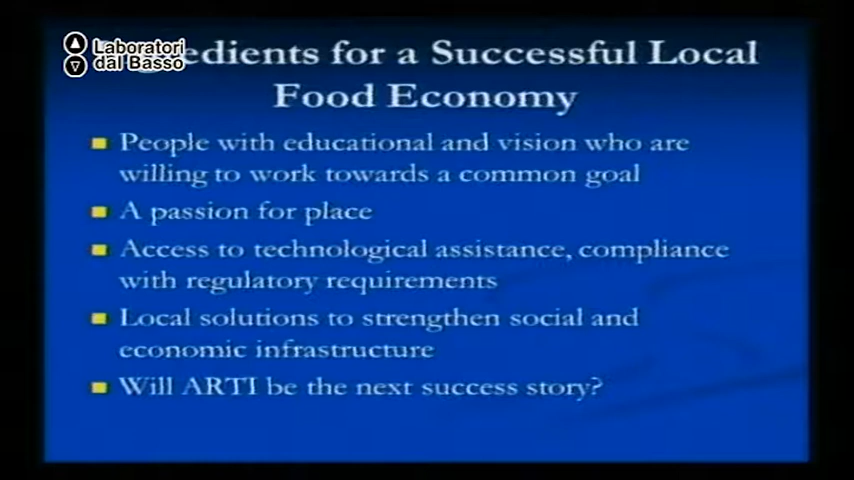 Laboratori
dal Basso
edients for a Successful Local
Food Economy
People with educational and vision who are
willing to work towards a common goal
A passion for place
Access to technological assistance, compliance
with regulatory requirements
Local solutions to strengthen social and
economic infrastructure
Will ARTI be the next success story?